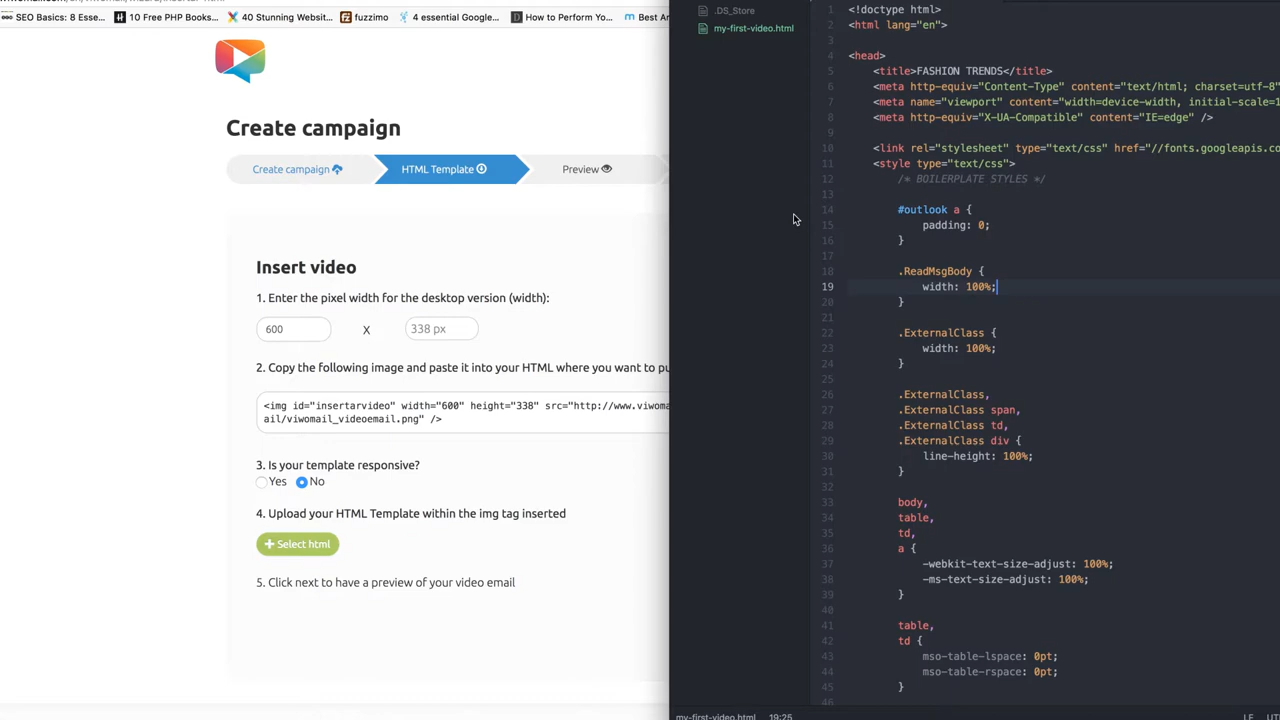 SEO Basics: 8 Esse...
10 Free PHP Books...
40 Stunning Websit...
fuzzimo
4 essential Google...
How to Perform Yo...
Best An
Create campaign
Create campaign
HTML Template
Preview
Insert video
1. Enter the pixel width for the desktop version (width):
600
X
338 px
2. Copy the following image and paste it into your HTML where you want to pu
<img id="insertarvideo" width="600" height="338" src="http://www.viwoma
ail/viwomail_videoemail.png" />
3. Is your template responsive?
Yes
No
4. Upload your HTML Template within the img tag inserted
+ Select html
5. Click next to have a preview of your video email
.DS_Store
my-first-video.html
1 <!doctype html>
2 <html lang="en">
3
4 <head>
5 <title>FASHION TRENDS</title>
6 <meta http-equiv="Content-Type" content="text/html; charset=utf-8"
7 <meta name="viewport" content="width=device-width, initial-scale=1
8 <meta http-equiv="X-UA-Compatible" content="IE=edge" />
9
10 <link rel="stylesheet" type="text/css" href="//fonts.googleapis.co
11 <style type="text/css">
12 /* BOILERPLATE STYLES */
13
14 #outlook a {
15 padding: 0;
16 }
17
18 .ReadMsgBody {
19 width: 100%;
20 }
21
22 .ExternalClass {
23 width: 100%;
24 }
25
26 .ExternalClass,
27 .ExternalClass span,
28 .ExternalClass td,
29 .ExternalClass div {
30 line-height: 100%;
31 }
32
33 body,
34 table,
35 td,
36 a {
37 -webkit-text-size-adjust: 100%;
38 -ms-text-size-adjust: 100%;
39 }
40
41 table,
42 td {
43 mso-table-lspace: 0pt;
44 mso-table-rspace: 0pt;
45 }
46
my-first-video.html 19:25
LF